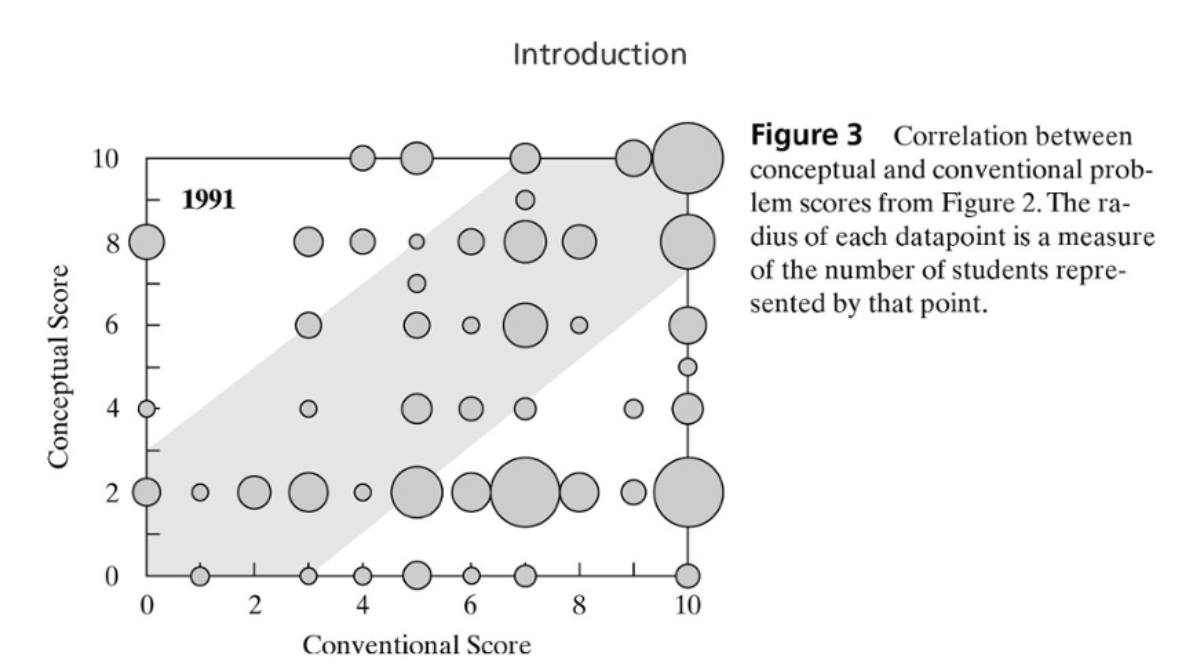 Introduction
Figure 3 Correlation between
conceptual and conventional prob-
lem scores from Figure 2. The ra-
dius of each datapoint is a measure
of the number of students repre-
sented by that point.
1991
Conceptual Score
10
8
6
4
2
0
0 2 4 6 8 10
Conventional Score